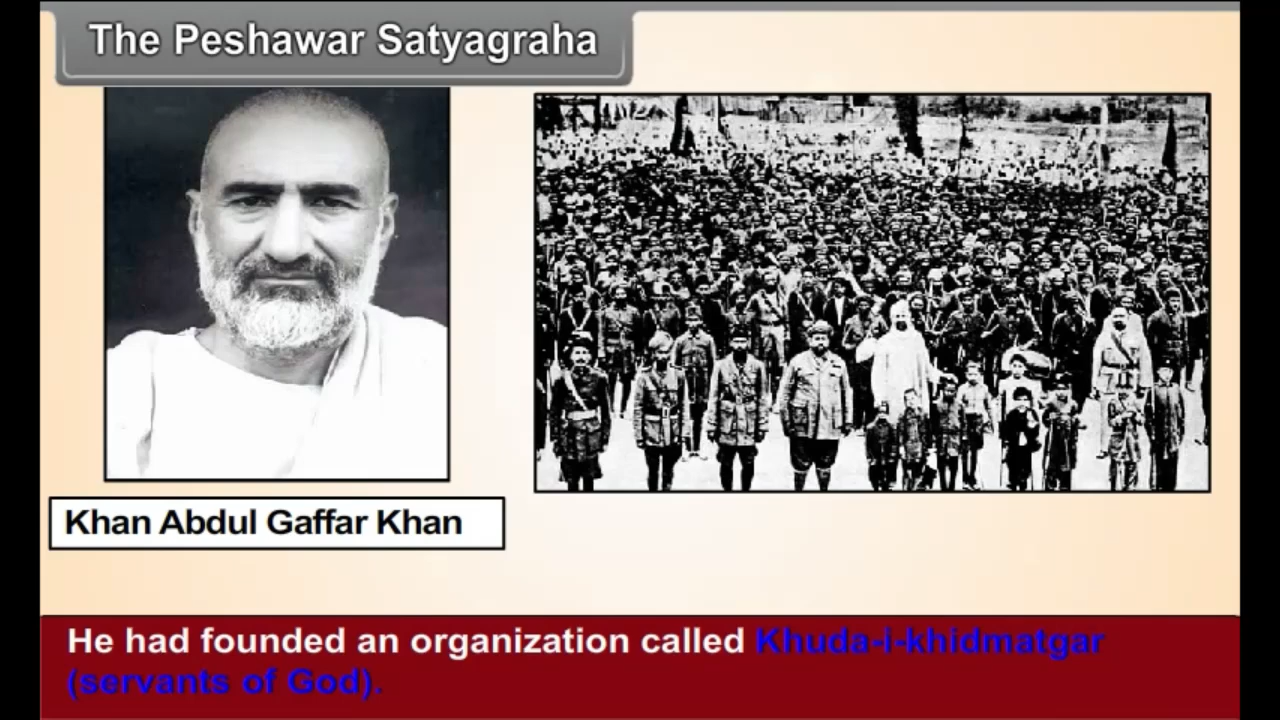 The Peshawar Satyagraha
Khan Abdul Gaffar Khan
He had founded an organization called Khuda-i-khidmatgar
(servants of God).